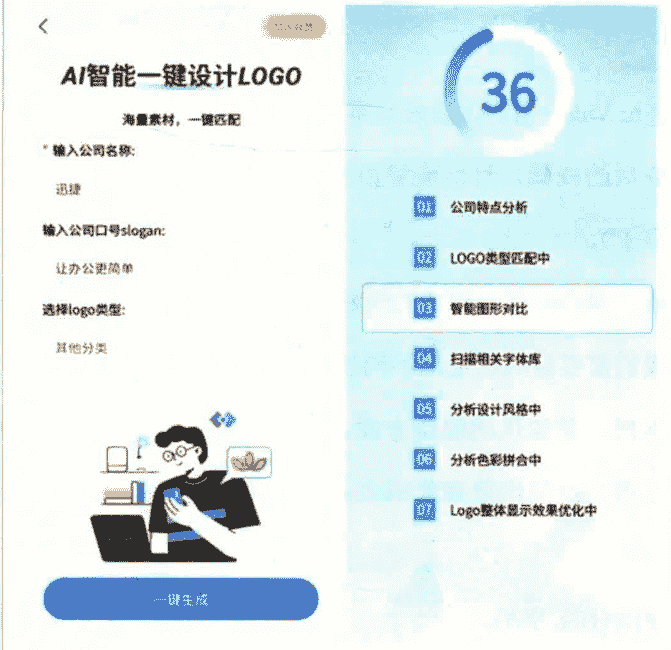 AI智能一键设计LOGO
海量素材，一键匹配
* 输入公司名称:
迅捷
输入公司口号slogan:
让办公更简单
选择logo类型:
其他分类
一键生成
36
01 公司特点分析
02 LOGO类型匹配中
03 智能图形对比
04 扫描相关字体库
05 分析设计风格中
06 分析色彩拼合中
07 Logo整体显示效果优化中